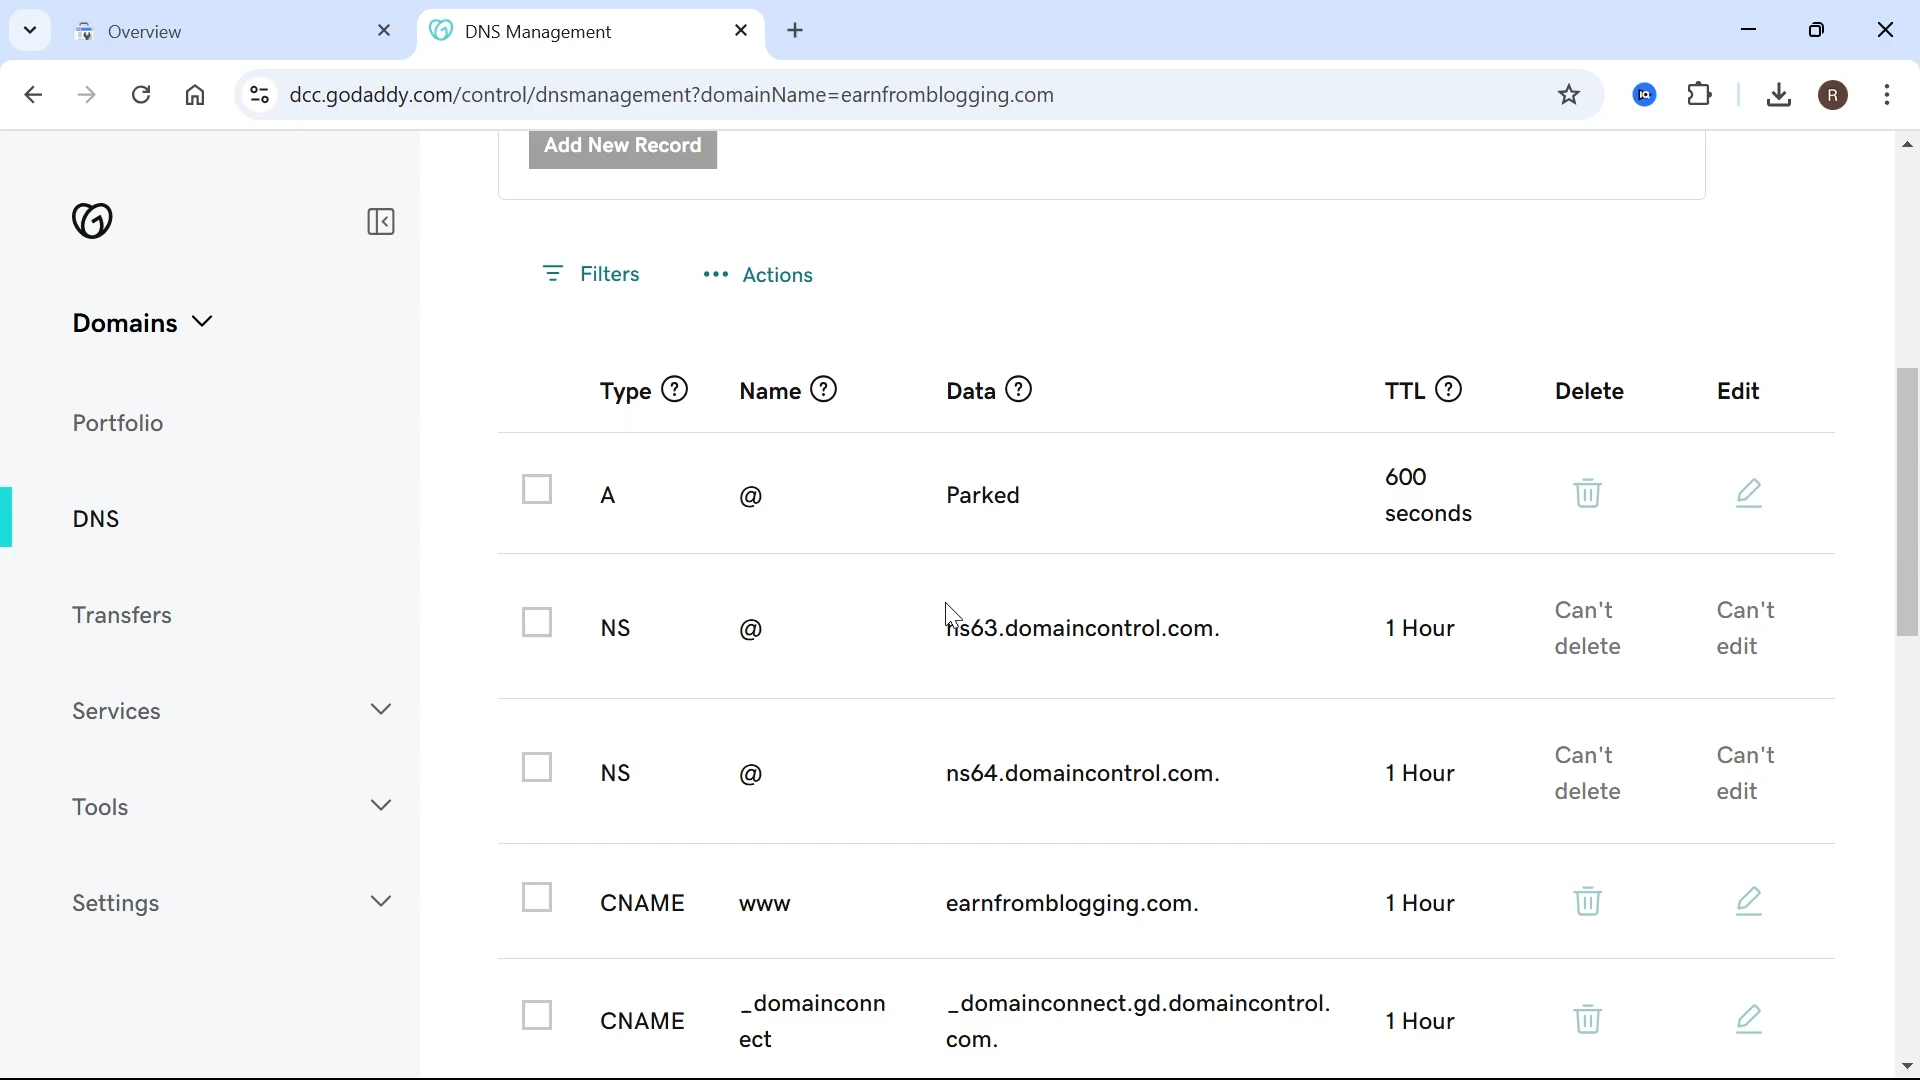 Overview
DNS Management
dcc.godaddy.com/control/dnsmanagement?domainName=earnfromblogging.com
R
Add New Record
Filters
Actions
Domains
Portfolio
DNS
Transfers
Services
Tools
Settings
Type ? Name ? Data ? TTL ? Delete Edit
A @ Parked 600
seconds
NS @ ns63.domaincontrol.com. 1 Hour Can't Can't
delete edit
NS @ ns64.domaincontrol.com. 1 Hour Can't Can't
delete edit
CNAME www earnfromblogging.com. 1 Hour
CNAME _domainconn _domainconnect.gd.domaincontrol. 1 Hour
ect com.